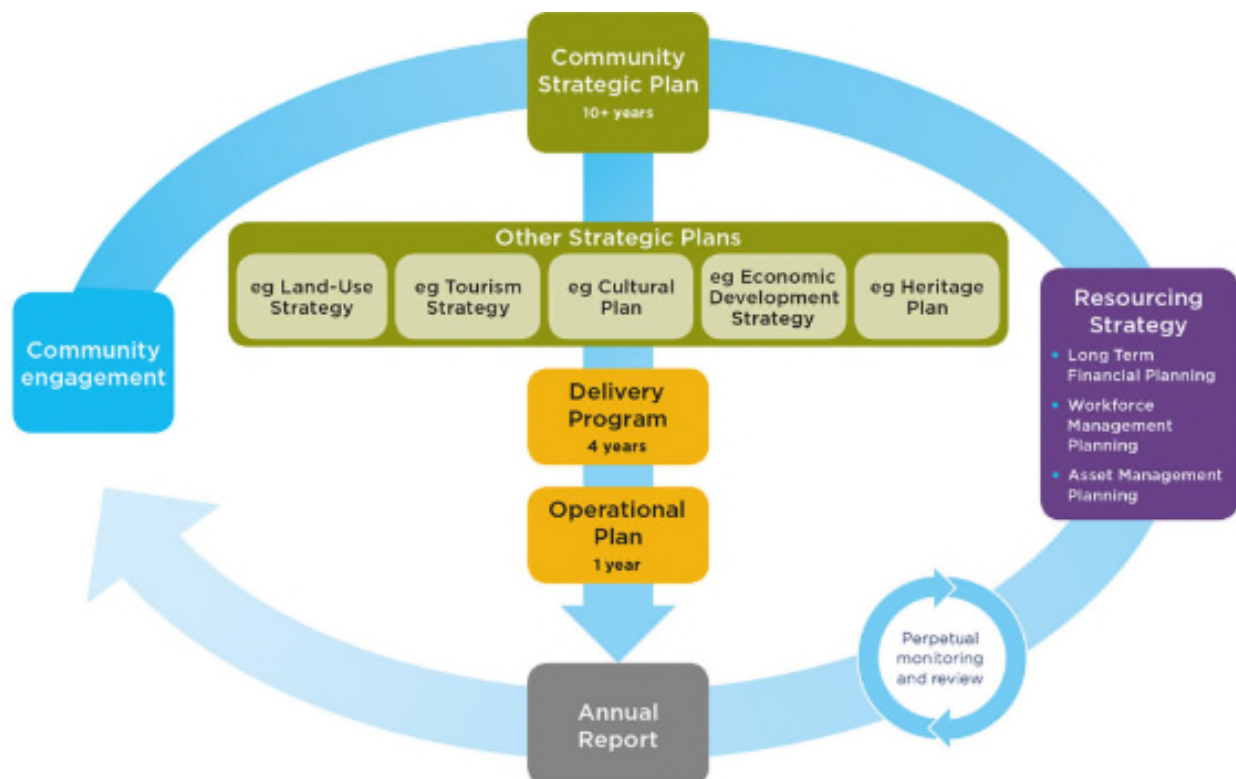 Community
Strategic Plan
10+ years
Other Strategic Plans
eg Land-Use
Strategy
eg Tourism
Strategy
eg Cultural
Plan
eg Economic
Development
Strategy
eg Heritage
Plan
Community
engagement
Resourcing
Strategy
• Long Term
Financial Planning
• Workforce
Management
Planning
• Asset Management
Planning
Delivery
Program
4 years
Operational
Plan
1 year
Perpetual
monitoring
and review
Annual
Report